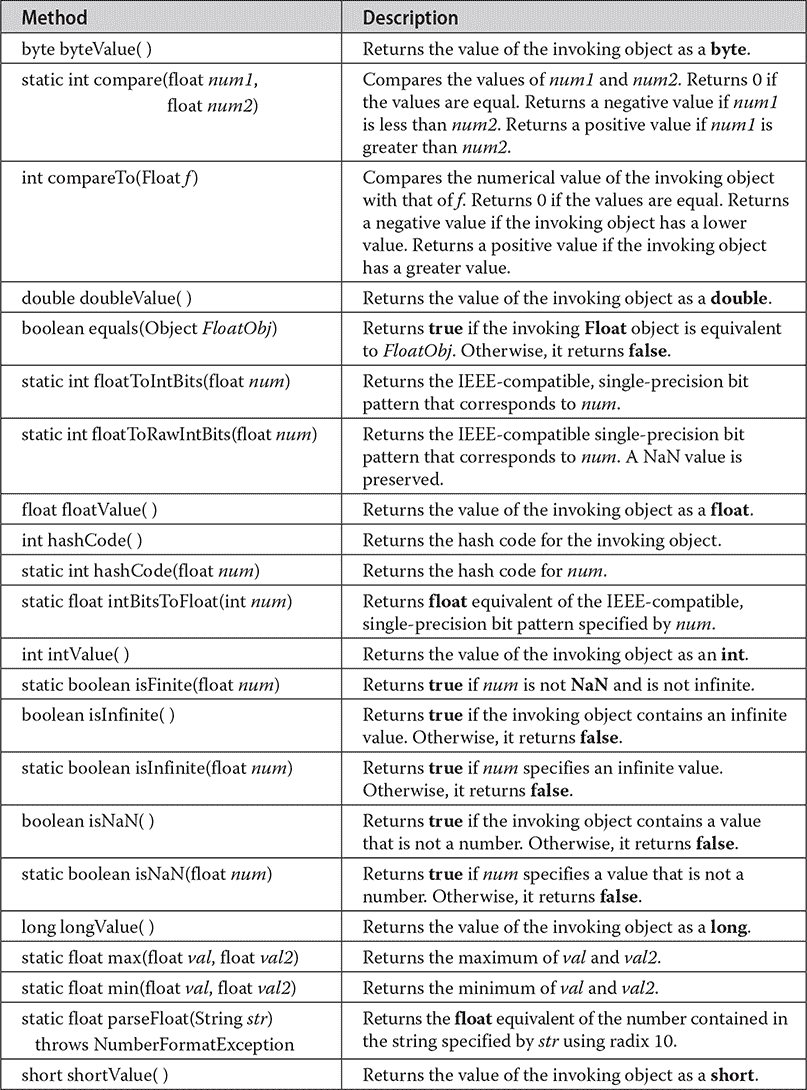 Method Description
byte byteValue( ) Returns the value of the invoking object as a byte.
static int compare(float num1, Compares the values of num1 and num2. Returns 0 if
float num2) the values are equal. Returns a negative value if num1
is less than num2. Returns a positive value if num1 is
greater than num2.
int compareTo(Float f) Compares the numerical value of the invoking object
with that of f. Returns 0 if the values are equal. Returns
a negative value if the invoking object has a lower
value. Returns a positive value if the invoking object
has a greater value.
double doubleValue( ) Returns the value of the invoking object as a double.
boolean equals(Object FloatObj) Returns true if the invoking Float object is equivalent
to FloatObj. Otherwise, it returns false.
static int floatToIntBits(float num) Returns the IEEE-compatible, single-precision bit
pattern that corresponds to num.
static int floatToRawIntBits(float num) Returns the IEEE-compatible single-precision bit
pattern that corresponds to num. A NaN value is
preserved.
float floatValue( ) Returns the value of the invoking object as a float.
int hashCode( ) Returns the hash code for the invoking object.
static int hashCode(float num) Returns the hash code for num.
static float intBitsToFloat(int num) Returns float equivalent of the IEEE-compatible,
single-precision bit pattern specified by num.
int intValue( ) Returns the value of the invoking object as an int.
static boolean isFinite(float num) Returns true if num is not NaN and is not infinite.
boolean isInfinite( ) Returns true if the invoking object contains an infinite
value. Otherwise, it returns false.
static boolean isInfinite(float num) Returns true if num specifies an infinite value.
Otherwise, it returns false.
boolean isNaN( ) Returns true if the invoking object contains a value
that is not a number. Otherwise, it returns false.
static boolean isNaN(float num) Returns true if num specifies a value that is not a
number. Otherwise, it returns false.
long longValue( ) Returns the value of the invoking object as a long.
static float max(float val, float val2) Returns the maximum of val and val2.
static float min(float val, float val2) Returns the minimum of val and val2.
static float parseFloat(String str) Returns the float equivalent of the number contained in
throws NumberFormatException the string specified by str using radix 10.
short shortValue( ) Returns the value of the invoking object as a short.